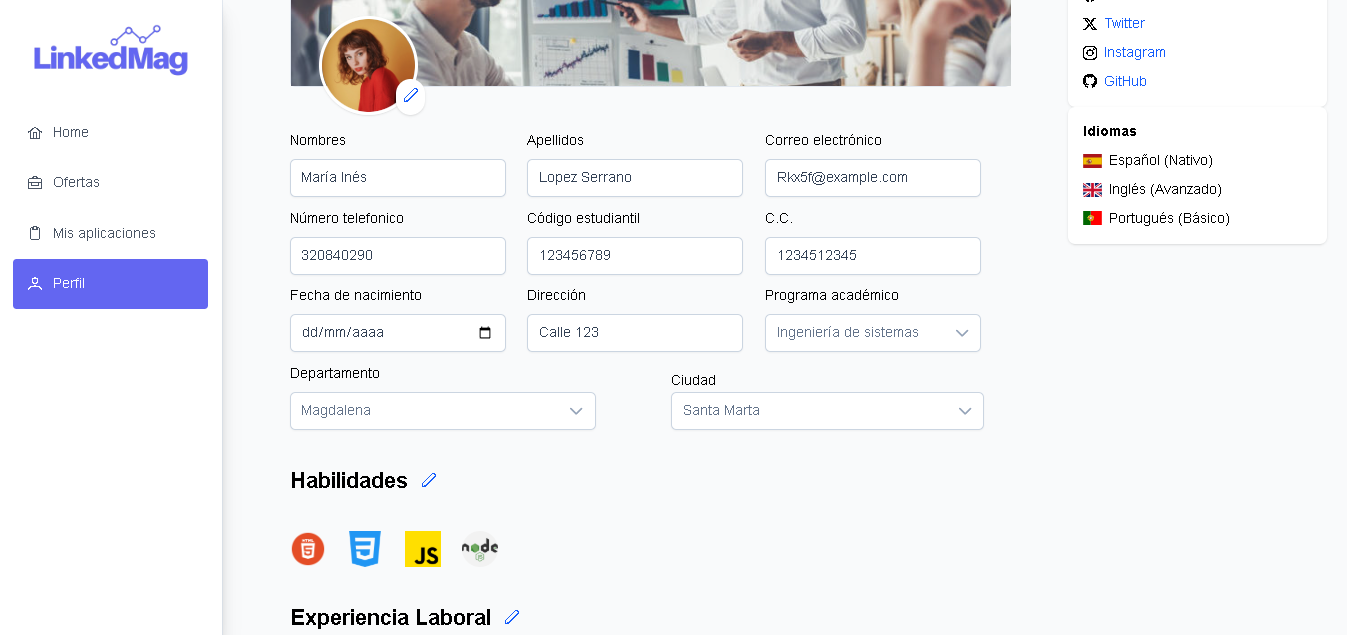 LinkedMag
Home
Ofertas
Mis aplicaciones
Perfil
Nombres
Apellidos
Correo electrónico
María Inés
Lopez Serrano
Rkx5f@example.com
Número telefonico
Código estudiantil
C.C.
320840290
123456789
1234512345
Fecha de nacimiento
Dirección
Programa académico
dd/mm/aaaa
Calle 123
Ingeniería de sistemas
Departamento
Ciudad
Magdalena
Santa Marta
Habilidades
HTML
5
3
JS
node
JS
Experiencia Laboral
Twitter
Instagram
GitHub
Idiomas
Español (Nativo)
Inglés (Avanzado)
Portugués (Básico)